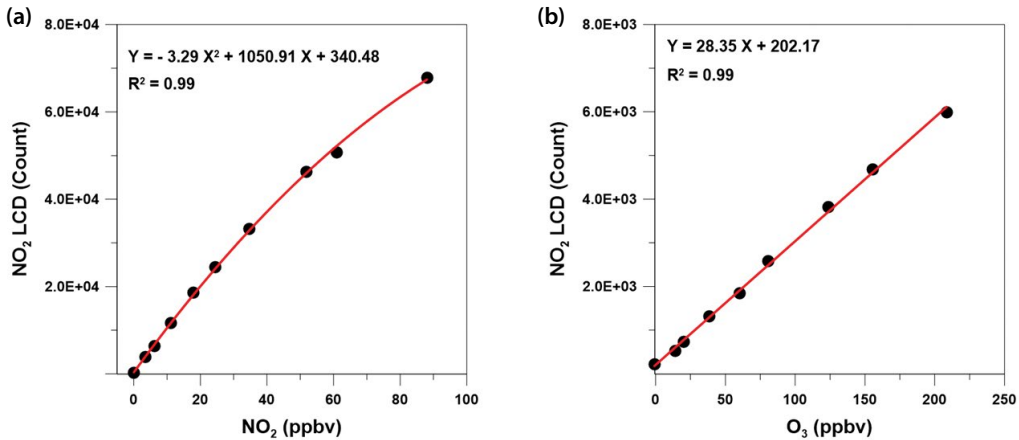 (a)
8.0E+04
Y = - 3.29 X² + 1050.91 X + 340.48
R² = 0.99
6.0E+04
4.0E+04
2.0E+04
NO₂ LCD (Count)
0 20 40 60 80 100
NO₂ (ppbv)
(b)
8.0E+03
Y = 28.35 X + 202.17
R² = 0.99
6.0E+03
4.0E+03
2.0E+03
NO₂ LCD (Count)
0 50 100 150 200 250
O₃ (ppbv)